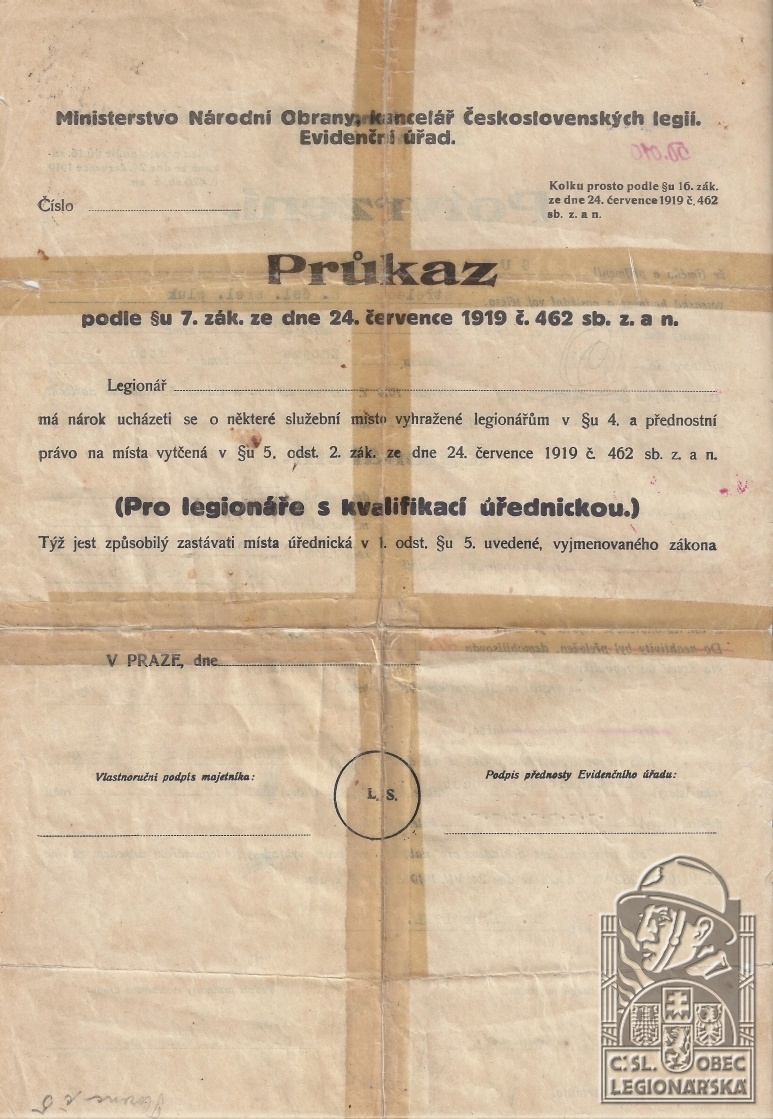 Ministerstvo Národní Obrany, kancelář Československých legií.
Evidenční úřad.
50.010
Číslo
Kolku prosto podle §u 16. zák.
ze dne 24. července 1919 č. 462
sb. z. a n.
Průkaz
podle §u 7. zák. ze dne 24. července 1919 č. 462 sb. z. a n.
Legionář
má nárok ucházeti se o některé služební místo vyhražené legionářům v §u 4. a přednostní
právo na místa vytčená v §u 5. odst. 2. zák. ze dne 24. července 1919 č. 462 sb. z. a n.
(Pro legionáře s kvalifikací úřednickou.)
Týž jest způsobilý zastávati místa úřednická v 1. odst. §u 5. uvedené, vyjmenovaného zákona
V PRAZE, dne
Vlastnoruční podpis majetníka:
L. S.
Podpis přednosty Evidenčního úřadu:
Č:SL. OBEC
LEGIONÁŘSKÁ